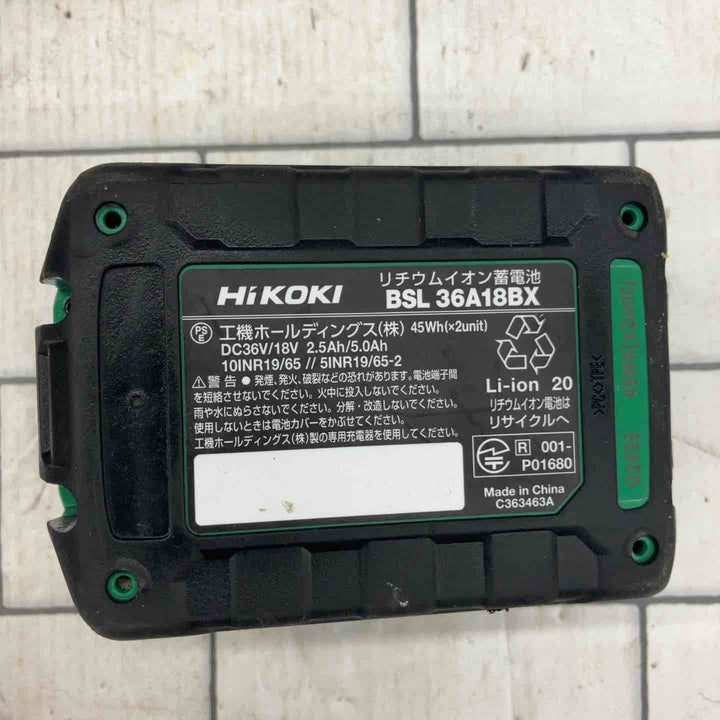 HiKOKI
リチウムイオン蓄電池
BSL 36A18BX
PS
E
工機ホールディングス(株) 45Wh(×2unit)
DC36V/18V 2.5Ah/5.0Ah
10INR19/65 // 5INR19/65-2
⚠警告 ● 発煙、発火、破裂などの恐れがあります。電池端子間
を短絡させないでください。火中に投入しないでください。
雨や水にぬらさないでください。分解・改造しないでください。
使用しないときは電池カバーをかぶせてください。
工機ホールディングス(株)製の専用充電器を使用してください。
Li-ion 20
リチウムイオン電池は
リサイクルへ
R 001-
P01680
Made in China
C363463A
>PC+TPE<
45Wh(×2unit)